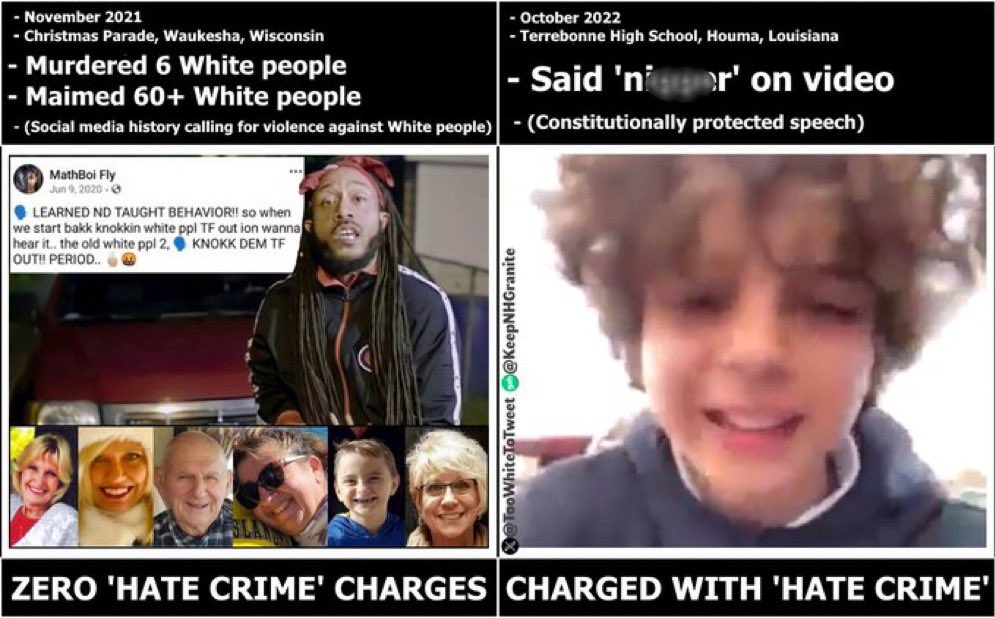 - November 2021
- Christmas Parade, Waukesha, Wisconsin
- Murdered 6 White people
- Maimed 60+ White people
- (Social media history calling for violence against White people)
- October 2022
- Terrebonne High School, Houma, Louisiana
- Said 'ni er' on video
- (Constitutionally protected speech)
MathBoi Fly
Jun 9, 2020 ·
🗣 LEARNED ND TAUGHT BEHAVIOR!! so when
we start bakk knokkin white ppl TF out ion wanna
hear it.. the old white ppl 2, 🗣 KNOKK DEM TF
OUT!! PERIOD.. 🖕🏼🤬
@TooWhiteToTweet @KeepNHGranite
ZERO 'HATE CRIME' CHARGES
CHARGED WITH 'HATE CRIME'